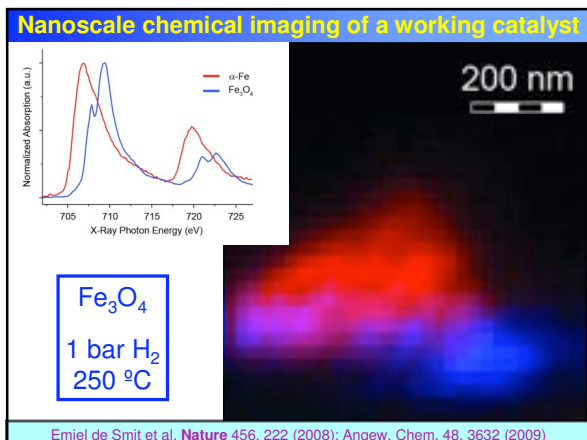 Nanoscale chemical imaging of a working catalyst
α-Fe
Fe₃O₄
Normalized Absorption (a.u.)
705 710 715 720 725
X-Ray Photon Energy (eV)
200 nm
Fe₃O₄
1 bar H₂
250 ºC
Emiel de Smit et al. Nature 456, 222 (2008); Angew. Chem. 48, 3632 (2009)